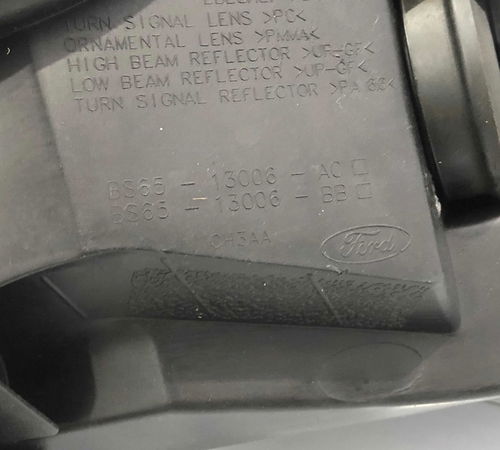 TURN SIGNAL LENS >PC<
ORNAMENTAL LENS >PMMA<
HIGH BEAM REFLECTOR >UP-GF<
LOW BEAM REFLECTOR >UP-GF<
TURN SIGNAL REFLECTOR >PA 66<
BS65 - 13006 - AC
BS65 - 13006 - BB
CH3AA
Ford